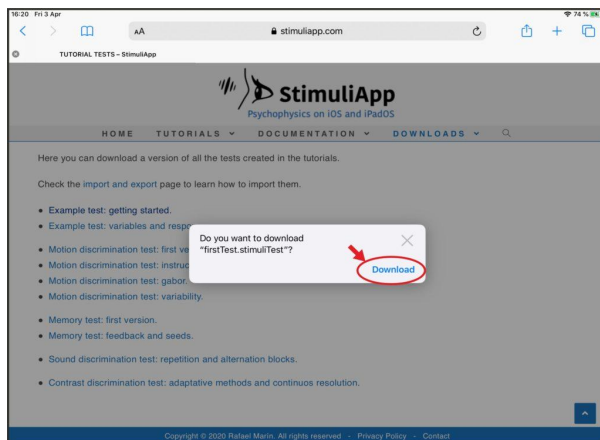 16:20 Fri 3 Apr 74 %
AA stimuliapp.com
TUTORIAL TESTS – StimuliApp
StimuliApp
Psychophysics on iOS and iPadOS
HOME TUTORIALS DOCUMENTATION DOWNLOADS
Here you can download a version of all the tests created in the tutorials.
Check the import and export page to learn how to import them.
• Example test: getting started.
• Example test: variables and respo
• Motion discrimination test: first ve
• Motion discrimination test: instruc
• Motion discrimination test: gabor.
• Motion discrimination test: variability.
• Memory test: first version.
• Memory test: feedback and seeds.
• Sound discrimination test: repetition and alternation blocks.
• Contrast discrimination test: adaptative methods and continuos resolution.
Do you want to download
“firstTest.stimuliTest”?
Download
Copyright © 2020 Rafael Marín. All rights reserved - Privacy Policy - Contact